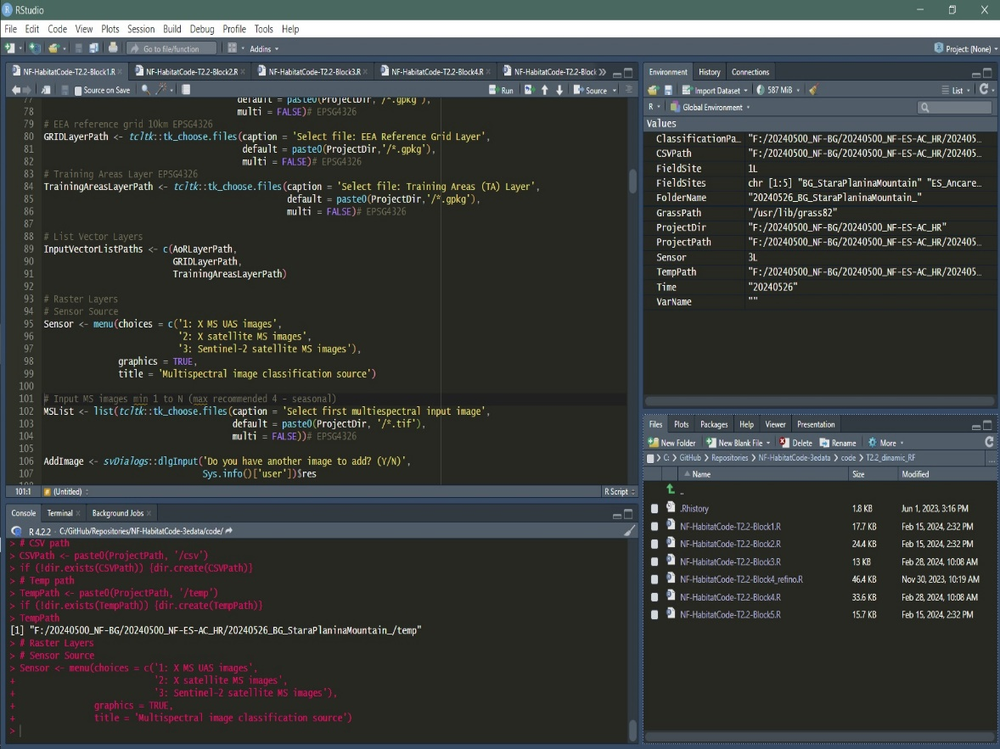 RStudio
File Edit Code View Plots Session Build Debug Profile Tools Help
Go to file/function Addins Project: (None)
NF-HabitatCode-T2.2-Block1.R NF-HabitatCode-T2.2-Block2.R NF-HabitatCode-T2.2-Block3.R NF-HabitatCode-T2.2-Block4.R NF-HabitatCode-T2.2-Block
Source on Save Run Source
77 default = paste0(ProjectDir,'/*.gpkg'),
78 multi = FALSE)# EPSG4326
79 # EEA reference grid 10km EPSG4326
80 GRIDLayerPath <- tcltk::tk_choose.files(caption = 'Select file: EEA Reference Grid Layer',
81 default = paste0(ProjectDir,'/*.gpkg'),
82 multi = FALSE)# EPSG4326
83 # Training Areas Layer EPSG4326
84 TrainingAreasLayerPath <- tcltk::tk_choose.files(caption = 'Select file: Training Areas (TA) Layer',
85 default = paste0(ProjectDir,'/*.gpkg'),
86 multi = FALSE)# EPSG4326
87
88 # List Vector Layers
89 InputVectorListPaths <- c(AoRLayerPath,
90 GRIDLayerPath,
91 TrainingAreasLayerPath)
92
93 # Raster Layers
94 # Sensor Source
95 Sensor <- menu(choices = c('1: X MS UAS images',
96 '2: X satellite MS images',
97 '3: Sentinel-2 satellite MS images'),
98 graphics = TRUE,
99 title = 'Multispectral image classification source')
100
101 # Input MS images min 1 to N (max recommended 4 - seasonal)
102 MSList <- list(tcltk::tk_choose.files(caption = 'Select first multiespectral input image',
103 default = paste0(ProjectDir, '/*.tif'),
104 multi = FALSE))# EPSG4326
105
106 AddImage <- svDialogs::dlgInput('Do you have another image to add? (Y/N)',
107 Sys.info()['user'])$res
101:1 (Untitled) R Script
Console Terminal Background Jobs
R 4.2.2 · C:/GitHub/Repositories/NF-HabitatCode-3edata/code/
> # CSV path
> CSVPath <- paste0(ProjectPath, '/csv')
> if (!dir.exists(CSVPath)) {dir.create(CSVPath)}
> # Temp path
> TempPath <- paste0(ProjectPath, '/temp')
> if (!dir.exists(TempPath)) {dir.create(TempPath)}
> TempPath
[1] "F:/20240500_NF-BG/20240500_NF-ES-AC_HR/20240526_BG_StaraPlaninaMountain_/temp"
> # Raster Layers
> # Sensor Source
> Sensor <- menu(choices = c('1: X MS UAS images',
+ '2: X satellite MS images',
+ '3: Sentinel-2 satellite MS images'),
+ graphics = TRUE,
+ title = 'Multispectral image classification source')
>
Environment History Connections
Import Dataset 587 MiB List
R Global Environment
Values
ClassificationPa… "F:/20240500_NF-BG/20240500_NF-ES-AC_HR/202405…
CSVPath "F:/20240500_NF-BG/20240500_NF-ES-AC_HR/202405…
FieldSite 1L
FieldSites chr [1:5] "BG_StaraPlaninaMountain" "ES_Ancare…
FolderName "20240526_BG_StaraPlaninaMountain_"
GrassPath "/usr/lib/grass82"
ProjectDir "F:/20240500_NF-BG/20240500_NF-ES-AC_HR"
ProjectPath "F:/20240500_NF-BG/20240500_NF-ES-AC_HR/202405…
Sensor 3L
TempPath "F:/20240500_NF-BG/20240500_NF-ES-AC_HR/202405…
Time "20240526"
VarName ""
Files Plots Packages Help Viewer Presentation
New Folder New Blank File Delete Rename More
C: GitHub Repositories NF-HabitatCode-3edata code T2.2_dinamic_RF ...
Name Size Modified
..
.Rhistory 1.8 KB Jun 1, 2023, 3:16 PM
NF-HabitatCode-T2.2-Block1.R 17.7 KB Feb 15, 2024, 2:32 PM
NF-HabitatCode-T2.2-Block2.R 24.4 KB Feb 15, 2024, 2:32 PM
NF-HabitatCode-T2.2-Block3.R 13 KB Feb 28, 2024, 10:08 AM
NF-HabitatCode-T2.2-Block4_refino.R 46.4 KB Nov 30, 2023, 10:19 AM
NF-HabitatCode-T2.2-Block4.R 33.6 KB Feb 28, 2024, 10:08 AM
NF-HabitatCode-T2.2-Block5.R 15.7 KB Feb 15, 2024, 2:32 PM